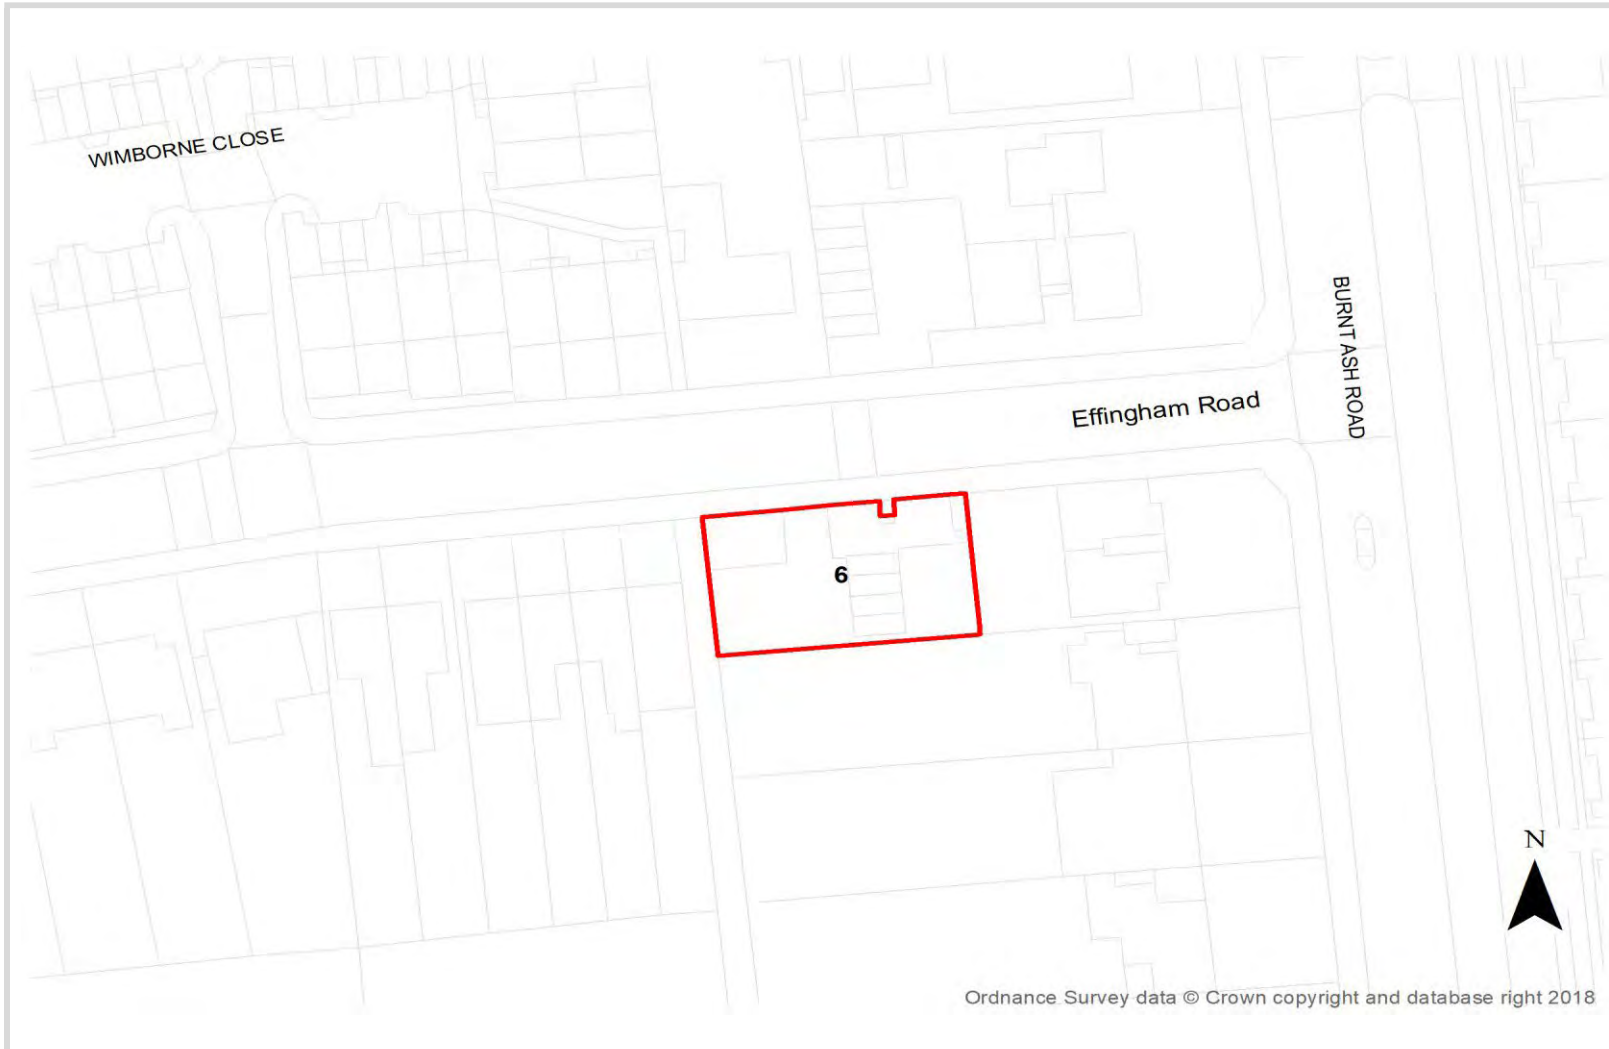 WIMBORNE CLOSE
BURNT ASH ROAD
Effingham Road
6
N
Ordnance Survey data © Crown copyright and database right 2018